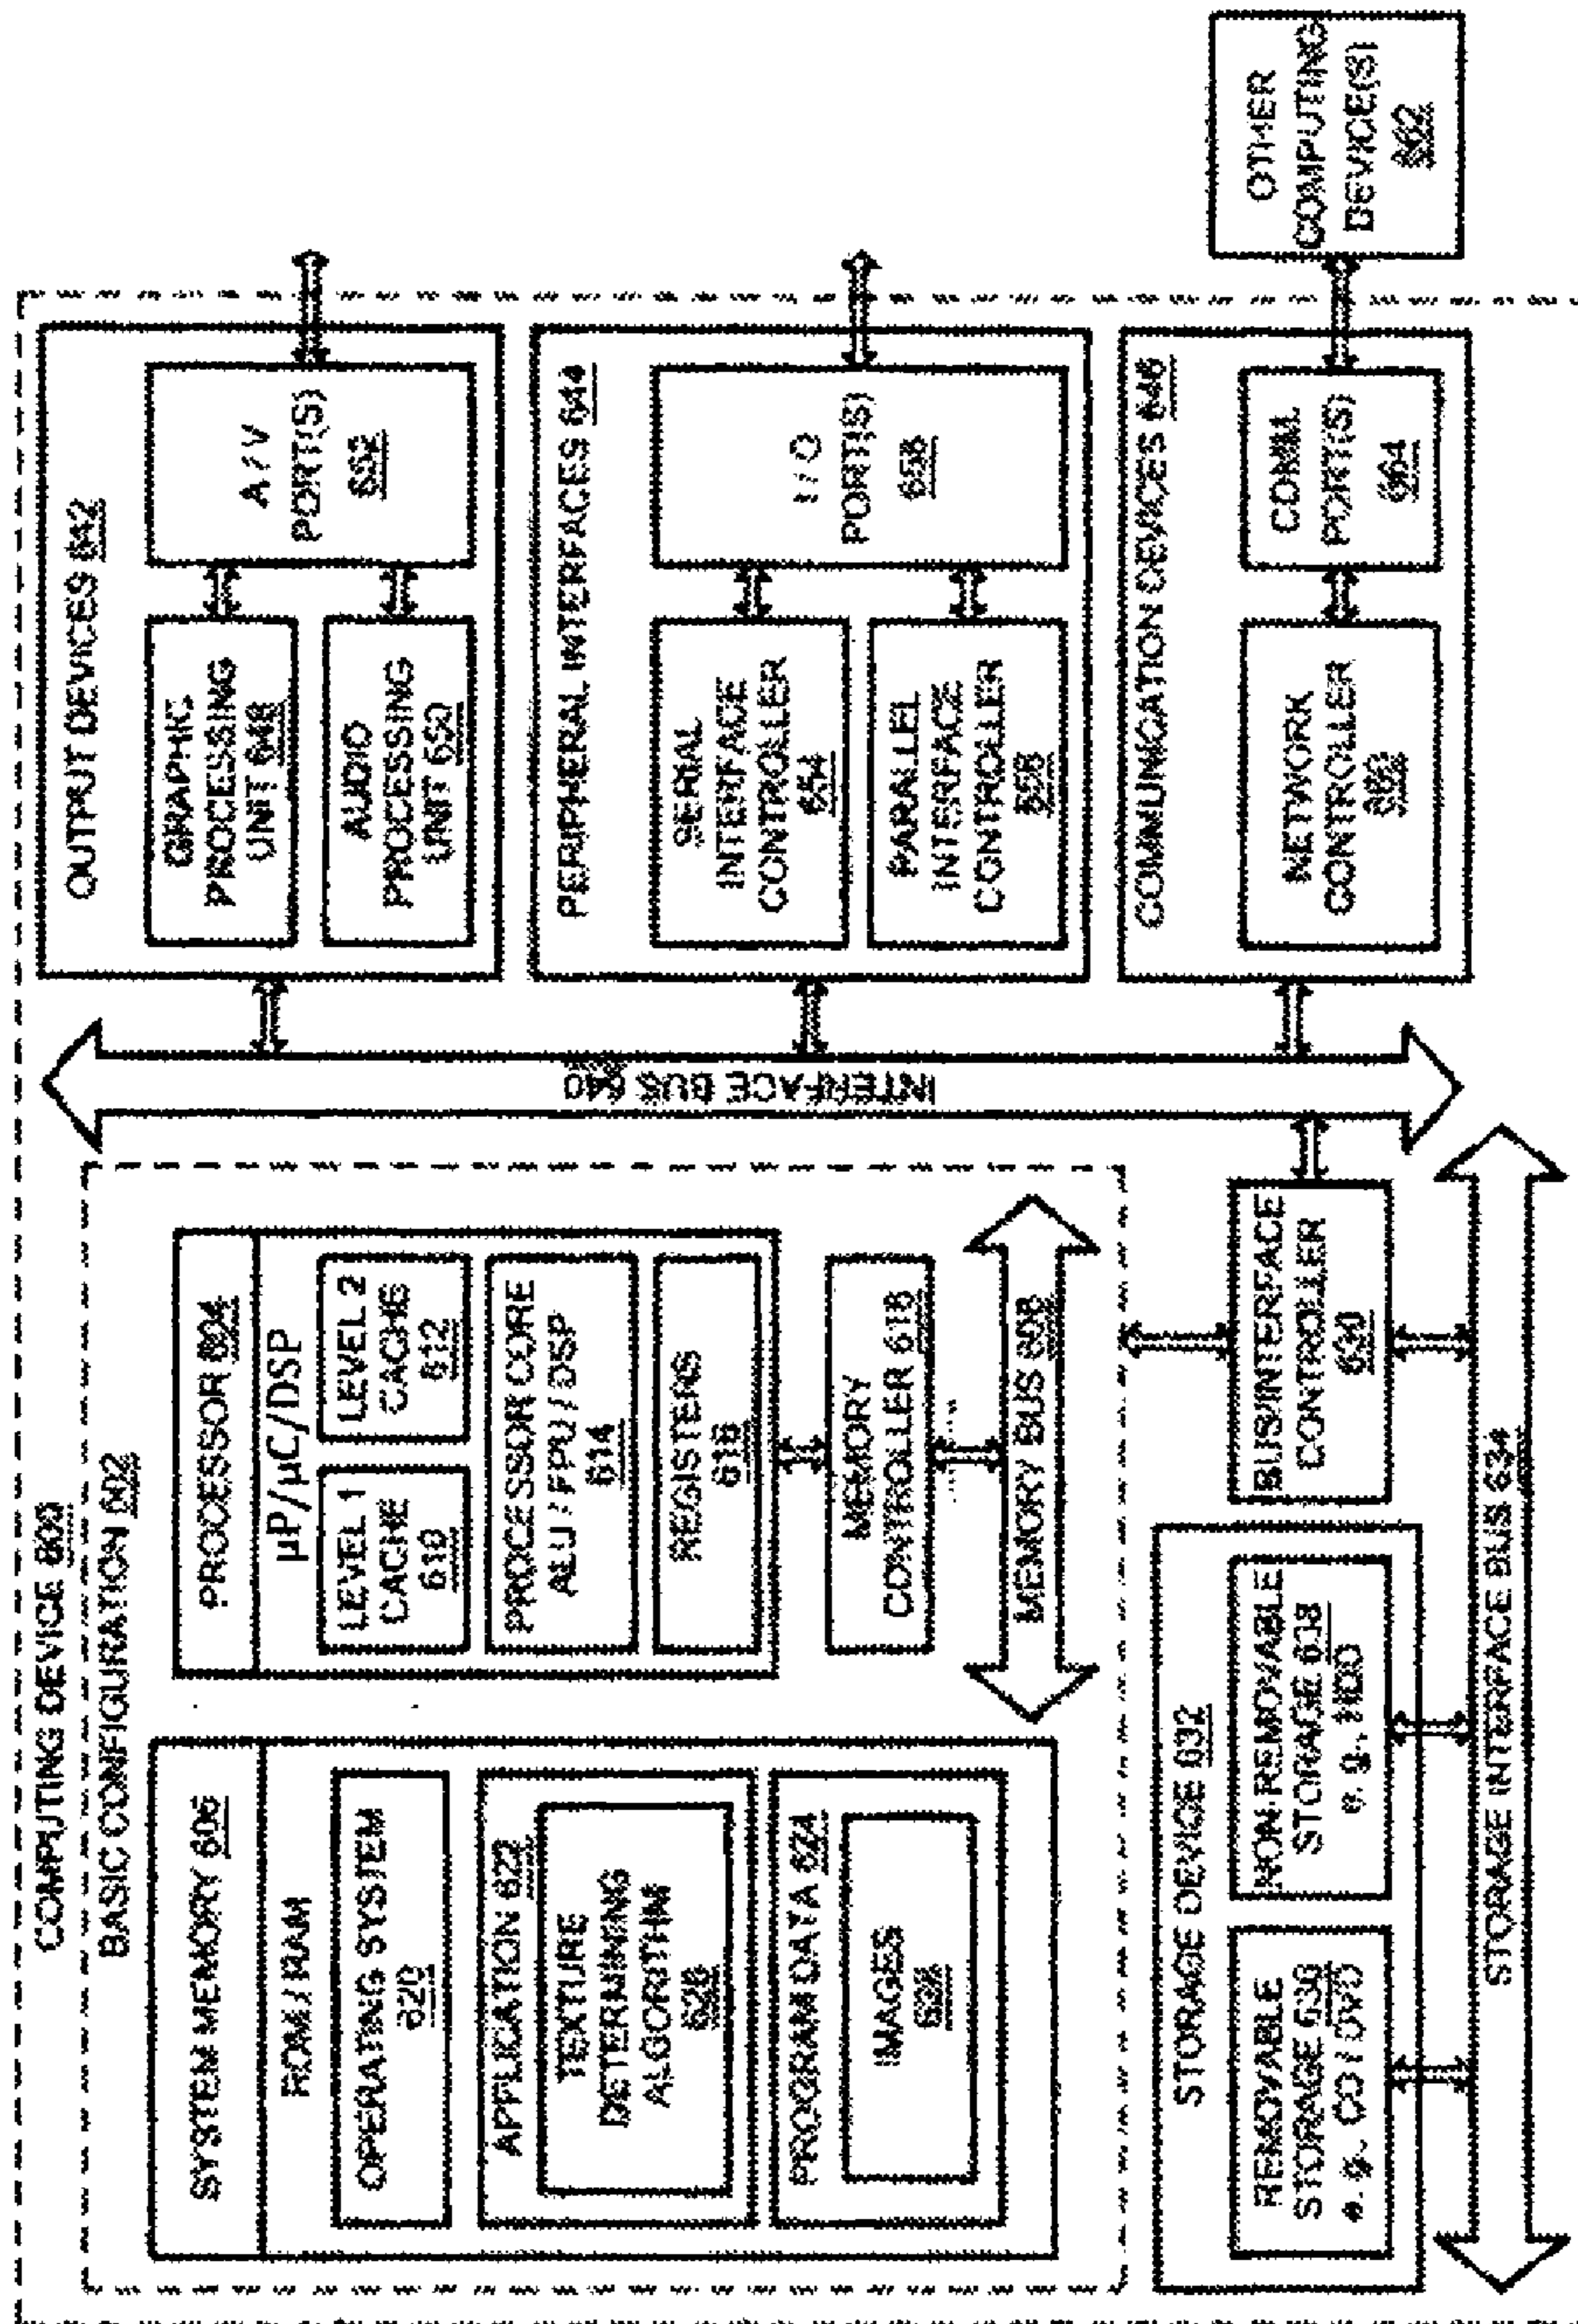 COMPUTING DEVICE 600
BASIC CONFIGURATION 602
SYSTEM MEMORY 606
ROM / RAM
OPERATING SYSTEM
620
APPLICATION 622
TEXTURE
DETERMINING
ALGORITHM
626
PROGRAM DATA 624
IMAGES
PROCESSOR 604
µP/µC/DSP
LEVEL 1
CACHE
610
LEVEL 2
CACHE
612
PROCESSOR CORE
ALU / FPU / DSP
614
REGISTERS
616
MEMORY
CONTROLLER 618
MEMORY BUS 608
BUS/INTERFACE
CONTROLLER
630
STORAGE DEVICE 632
REMOVABLE
STORAGE 636
e. g., CD / DVD
NON-REMOVABLE
STORAGE 638
e. g., HDD
STORAGE INTERFACE BUS 634
INTERFACE BUS 640
OUTPUT DEVICES 642
GRAPHIC
PROCESSING
UNIT 648
AUDIO
PROCESSING
UNIT 650
A / V
PORT(S)
652
PERIPHERAL INTERFACES 644
SERIAL
INTERFACE
CONTROLLER
654
PARALLEL
INTERFACE
CONTROLLER
I / O
PORT(S)
658
COMMUNICATION DEVICES 646
NETWORK
CONTROLLER
COMM.
PORT(S)
664
OTHER
COMPUTING
DEVICE(S)
662